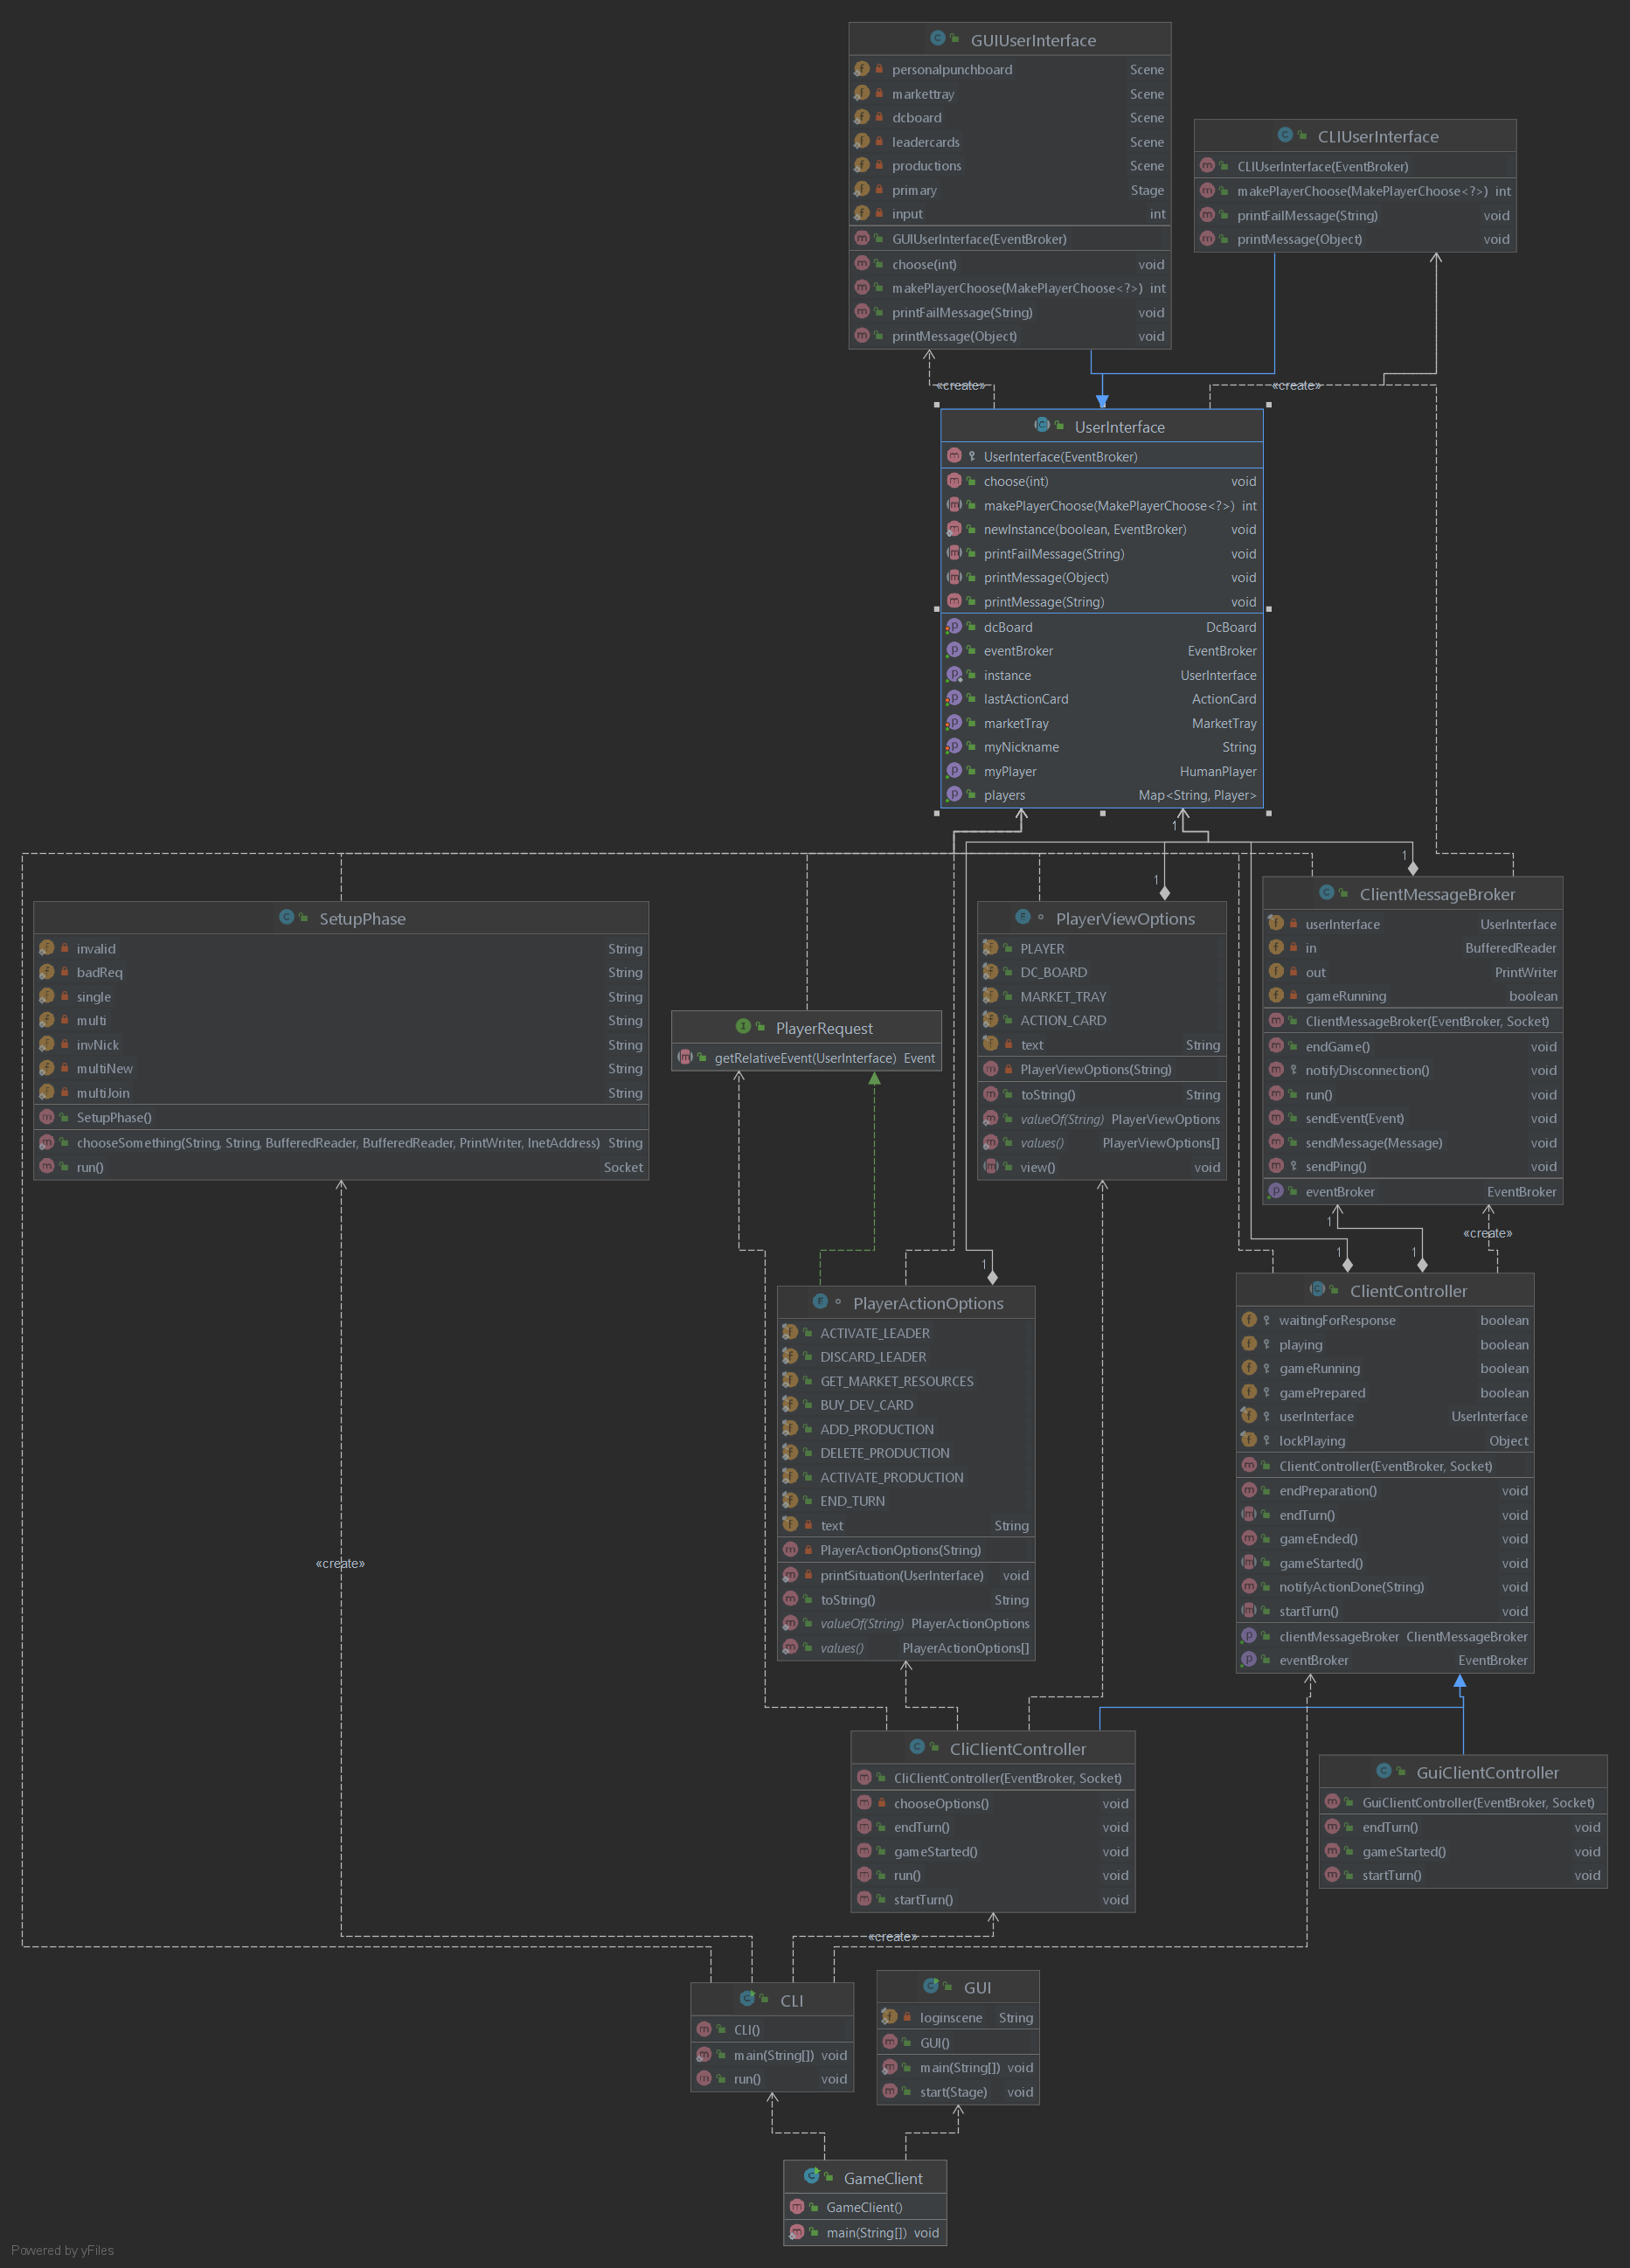 GUIUserInterface
personalpunchboard Scene
markettray Scene
dcboard Scene
leadercards Scene
productions Scene
primary Stage
input int
GUIUserInterface(EventBroker)
choose(int) void
makePlayerChoose(MakePlayerChoose<?>) int
printFailMessage(String) void
printMessage(Object) void
CLIUserInterface
CLIUserInterface(EventBroker)
makePlayerChoose(MakePlayerChoose<?>) int
printFailMessage(String) void
printMessage(Object) void
«create»
«create»
UserInterface
UserInterface(EventBroker)
choose(int) void
makePlayerChoose(MakePlayerChoose<?>) int
newInstance(boolean, EventBroker) void
printFailMessage(String) void
printMessage(Object) void
printMessage(String) void
dcBoard DcBoard
eventBroker EventBroker
instance UserInterface
lastActionCard ActionCard
marketTray MarketTray
myNickname String
myPlayer HumanPlayer
players Map<String, Player>
1
1
1
SetupPhase
invalid String
badReq String
single String
multi String
invNick String
multiNew String
multiJoin String
SetupPhase()
chooseSomething(String, String, BufferedReader, BufferedReader, PrintWriter, InetAddress) String
run() Socket
PlayerRequest
getRelativeEvent(UserInterface) Event
PlayerViewOptions
PLAYER
DC_BOARD
MARKET_TRAY
ACTION_CARD
text String
PlayerViewOptions(String)
toString() String
valueOf(String) PlayerViewOptions
values() PlayerViewOptions[]
view() void
ClientMessageBroker
userInterface UserInterface
in BufferedReader
out PrintWriter
gameRunning boolean
ClientMessageBroker(EventBroker, Socket)
endGame() void
notifyDisconnection() void
run() void
sendEvent(Event) void
sendMessage(Message) void
sendPing() void
eventBroker EventBroker
1
«create»
1
1
1
PlayerActionOptions
ACTIVATE_LEADER
DISCARD_LEADER
GET_MARKET_RESOURCES
BUY_DEV_CARD
ADD_PRODUCTION
DELETE_PRODUCTION
ACTIVATE_PRODUCTION
END_TURN
text String
PlayerActionOptions(String)
printSituation(UserInterface) void
toString() String
valueOf(String) PlayerActionOptions
values() PlayerActionOptions[]
ClientController
waitingForResponse boolean
playing boolean
gameRunning boolean
gamePrepared boolean
userInterface UserInterface
lockPlaying Object
ClientController(EventBroker, Socket)
endPreparation() void
endTurn() void
gameEnded() void
gameStarted() void
notifyActionDone(String) void
startTurn() void
clientMessageBroker ClientMessageBroker
eventBroker EventBroker
«create»
CliClientController
CliClientController(EventBroker, Socket)
chooseOptions() void
endTurn() void
gameStarted() void
run() void
startTurn() void
GuiClientController
GuiClientController(EventBroker, Socket)
endTurn() void
gameStarted() void
startTurn() void
«create»
CLI
CLI()
main(String[]) void
run() void
GUI
loginscene String
GUI()
main(String[]) void
start(Stage) void
GameClient
GameClient()
main(String[]) void
Powered by yFiles